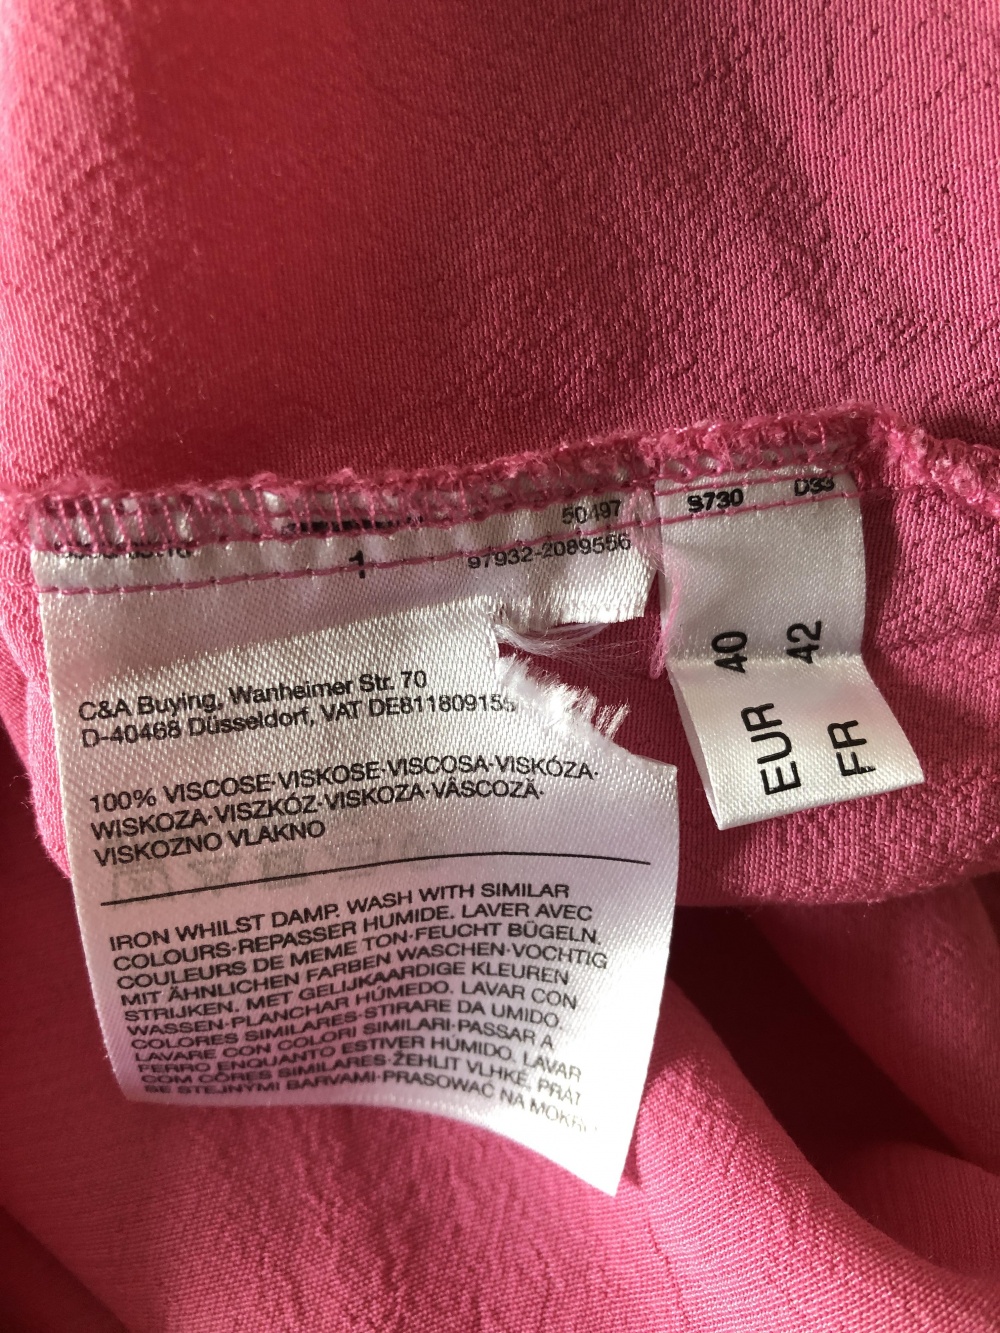 50497
1
97932-2089556
C&A Buying, Wanheimer Str. 70
D-40468 Düsseldorf, VAT DE811809155
100% VISCOSE·VISKOSE·VISCOSA·VISKÓZA·
WISKOZA·VISZKÓZ·VISKOZA·VÂSCOZĂ·
VISKOZNO VLAKNO
IRON WHILST DAMP. WASH WITH SIMILAR
COLOURS·REPASSER HUMIDE. LAVER AVEC
COULEURS DE MEME TON·FEUCHT BÜGELN.
MIT ÄHNLICHEN FARBEN WASCHEN·VOCHTIG
STRIJKEN. MET GELIJKAARDIGE KLEUREN
WASSEN·PLANCHAR HÚMEDO. LAVAR CON
COLORES SIMILARES·STIRARE DA UMIDO.
LAVARE CON COLORI SIMILARI·PASSAR A
FERRO ENQUANTO ESTIVER HÚMIDO. LAVAR
COM CÔRES SIMILARES·ŽEHLIT VLHKÉ. PRÁT
SE STEJNÝMI BARVAMI·PRASOWAĆ NA MOKRO
S730 D33
EUR 40
FR 42